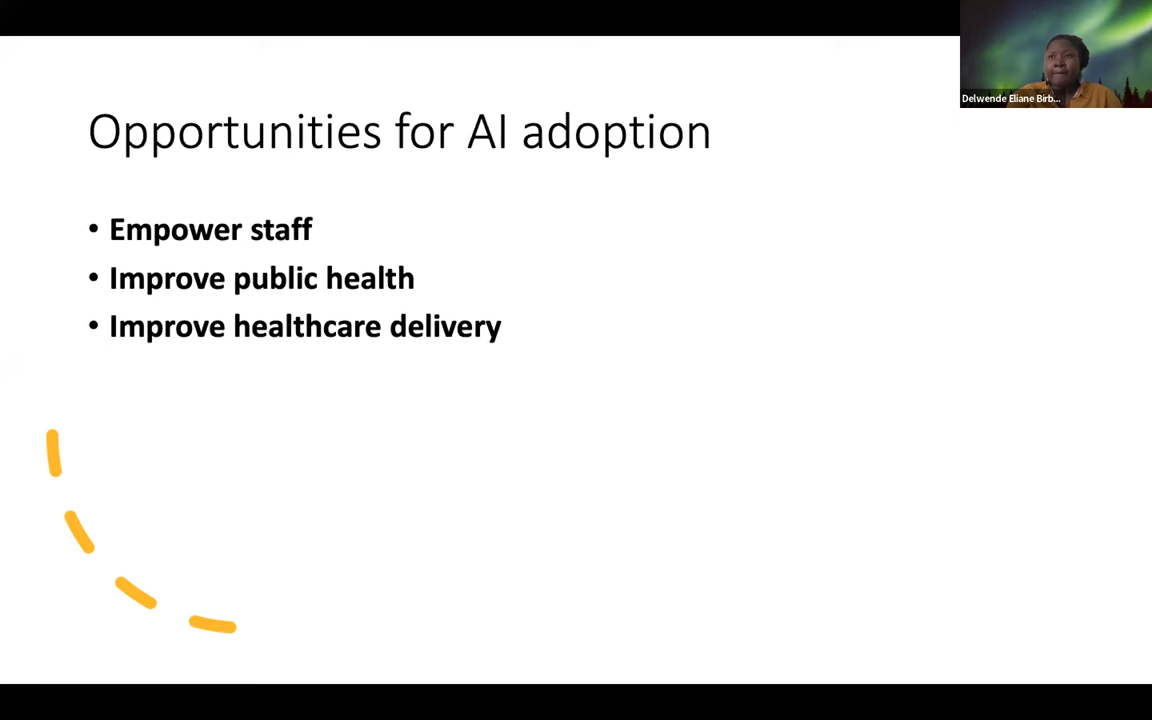 Opportunities for AI adoption
• Empower staff
• Improve public health
• Improve healthcare delivery
Delwende Eliane Birb...